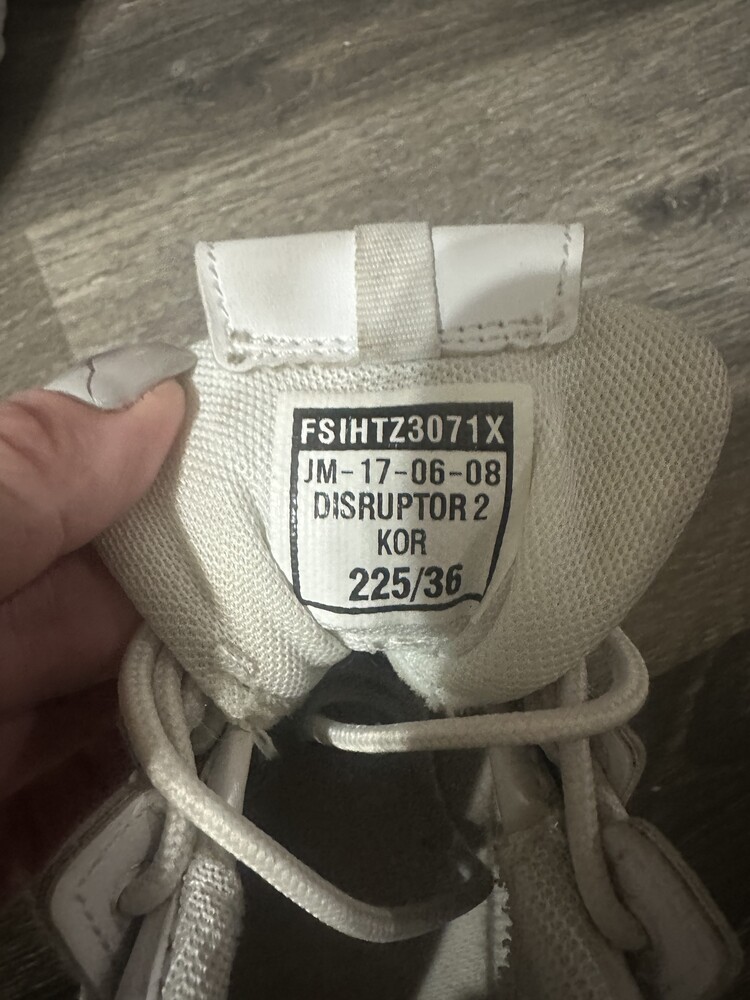 FSIHTZ3071X
JM-17-06-08
DISRUPTOR 2
KOR
225/36